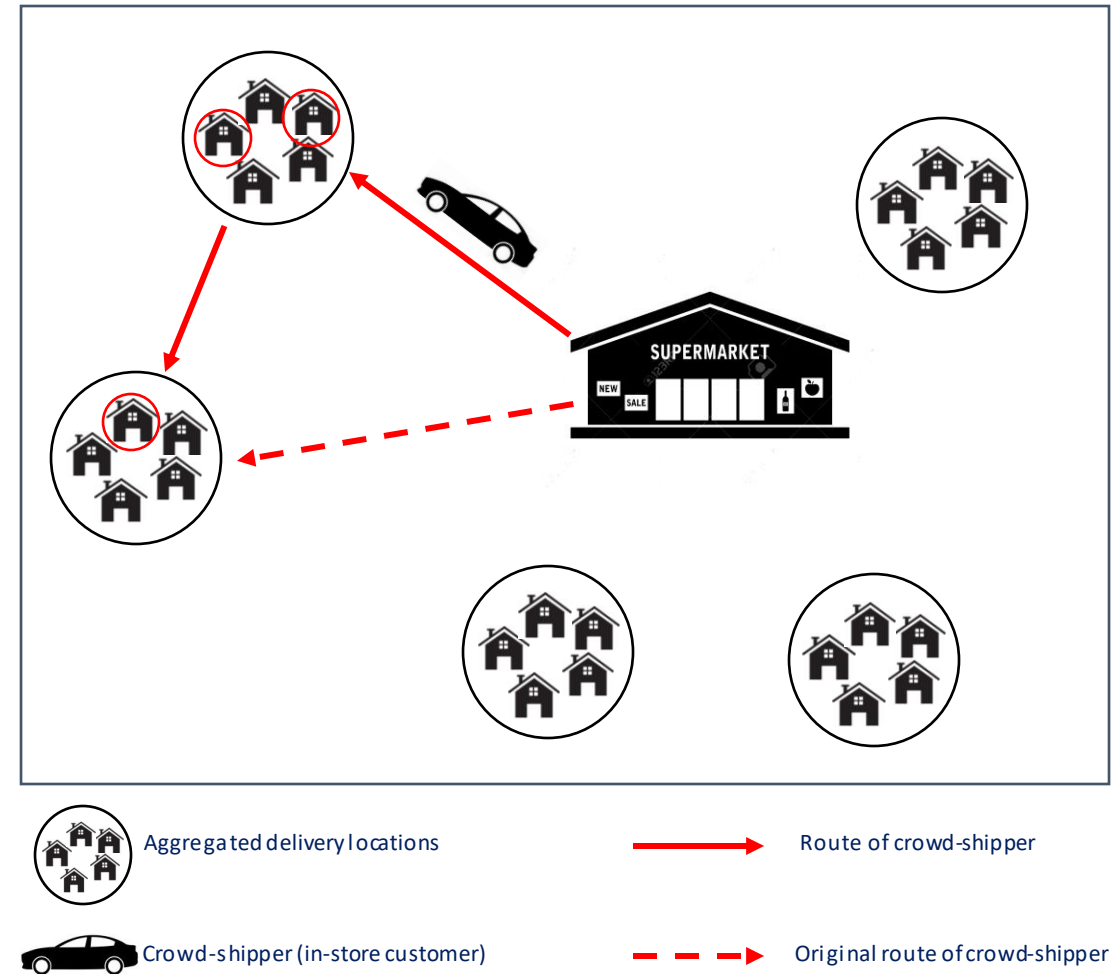 SUPERMARKET
NEW
SALE
Aggregated delivery locations
Route of crowd-shipper
Crowd-shipper (in-store customer)
Original route of crowd-shipper